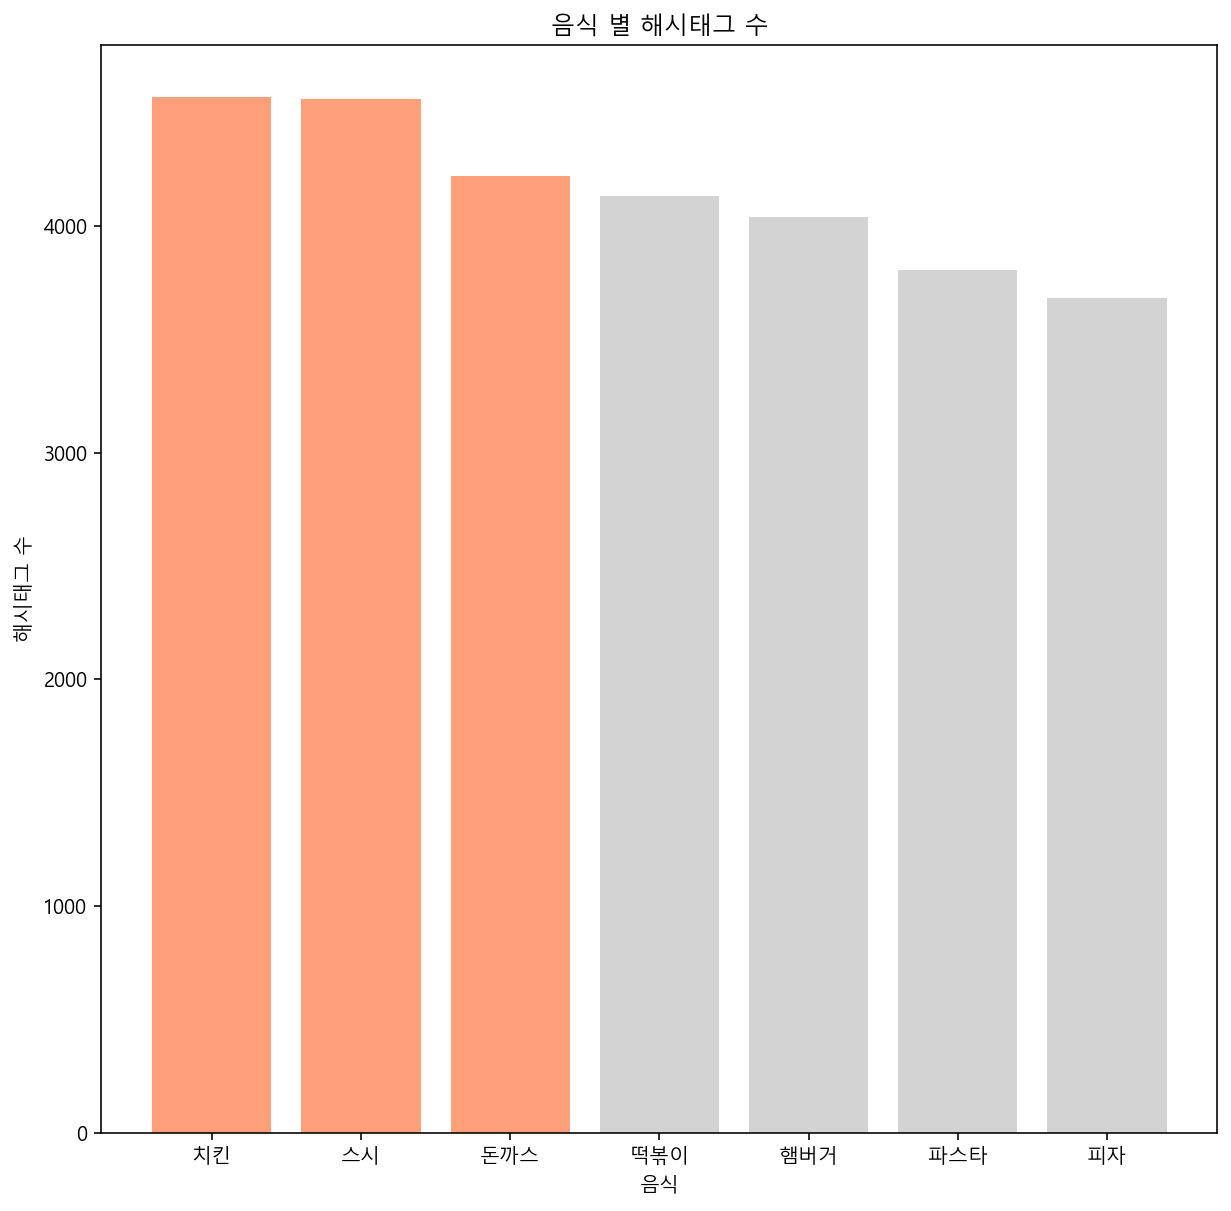 음식 별 해시태그 수
해시태그 수
4000
3000
2000
1000
0
치킨 스시 돈까스 떡볶이 햄버거 파스타 피자
음식